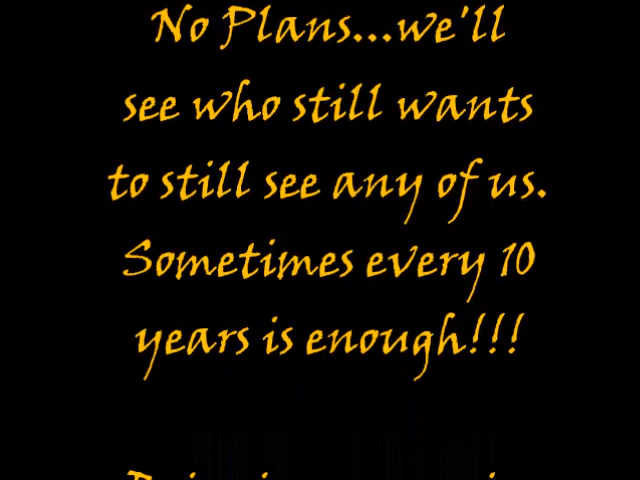 No Plans...we'll
see who still wants
to still see any of us.
Sometimes every 10
years is enough!!!